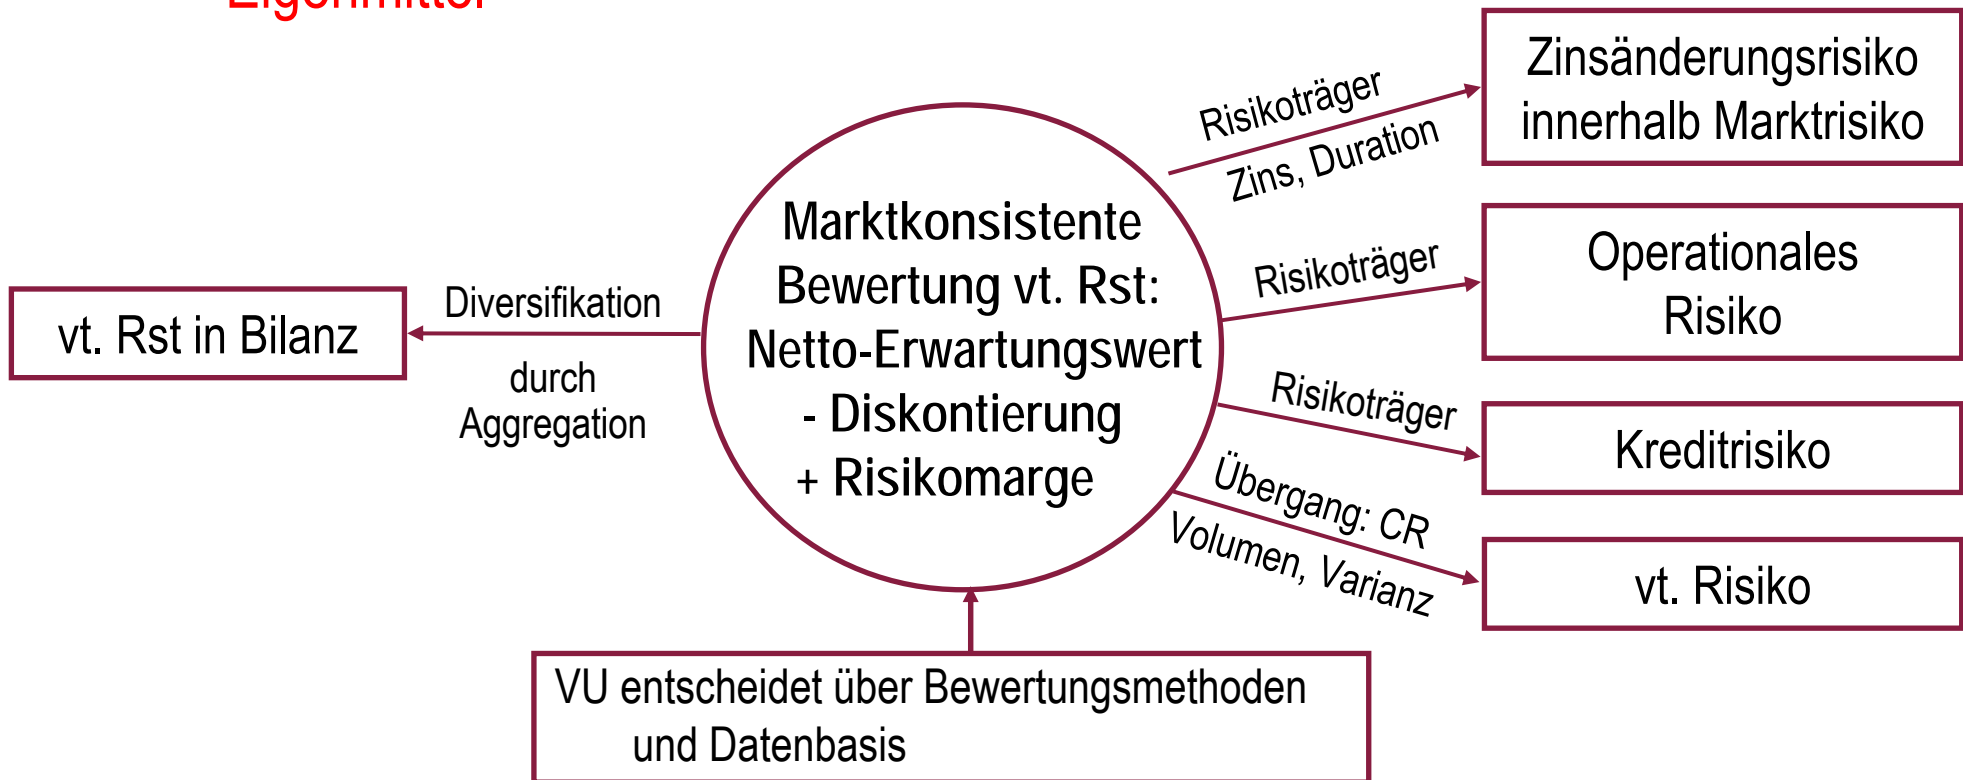 Eigenmittel
Zinsänderungsrisiko
innerhalb Marktrisiko
Risikoträger
Zins, Duration
Marktkonsistente
Bewertung vt. Rst:
Netto-Erwartungswert
- Diskontierung
+ Risikomarge
Risikoträger
Operationales
Risiko
vt. Rst in Bilanz
Diversifikation
durch
Aggregation
Risikoträger
Kreditrisiko
Übergang: CR
Volumen, Varianz
vt. Risiko
VU entscheidet über Bewertungsmethoden
und Datenbasis